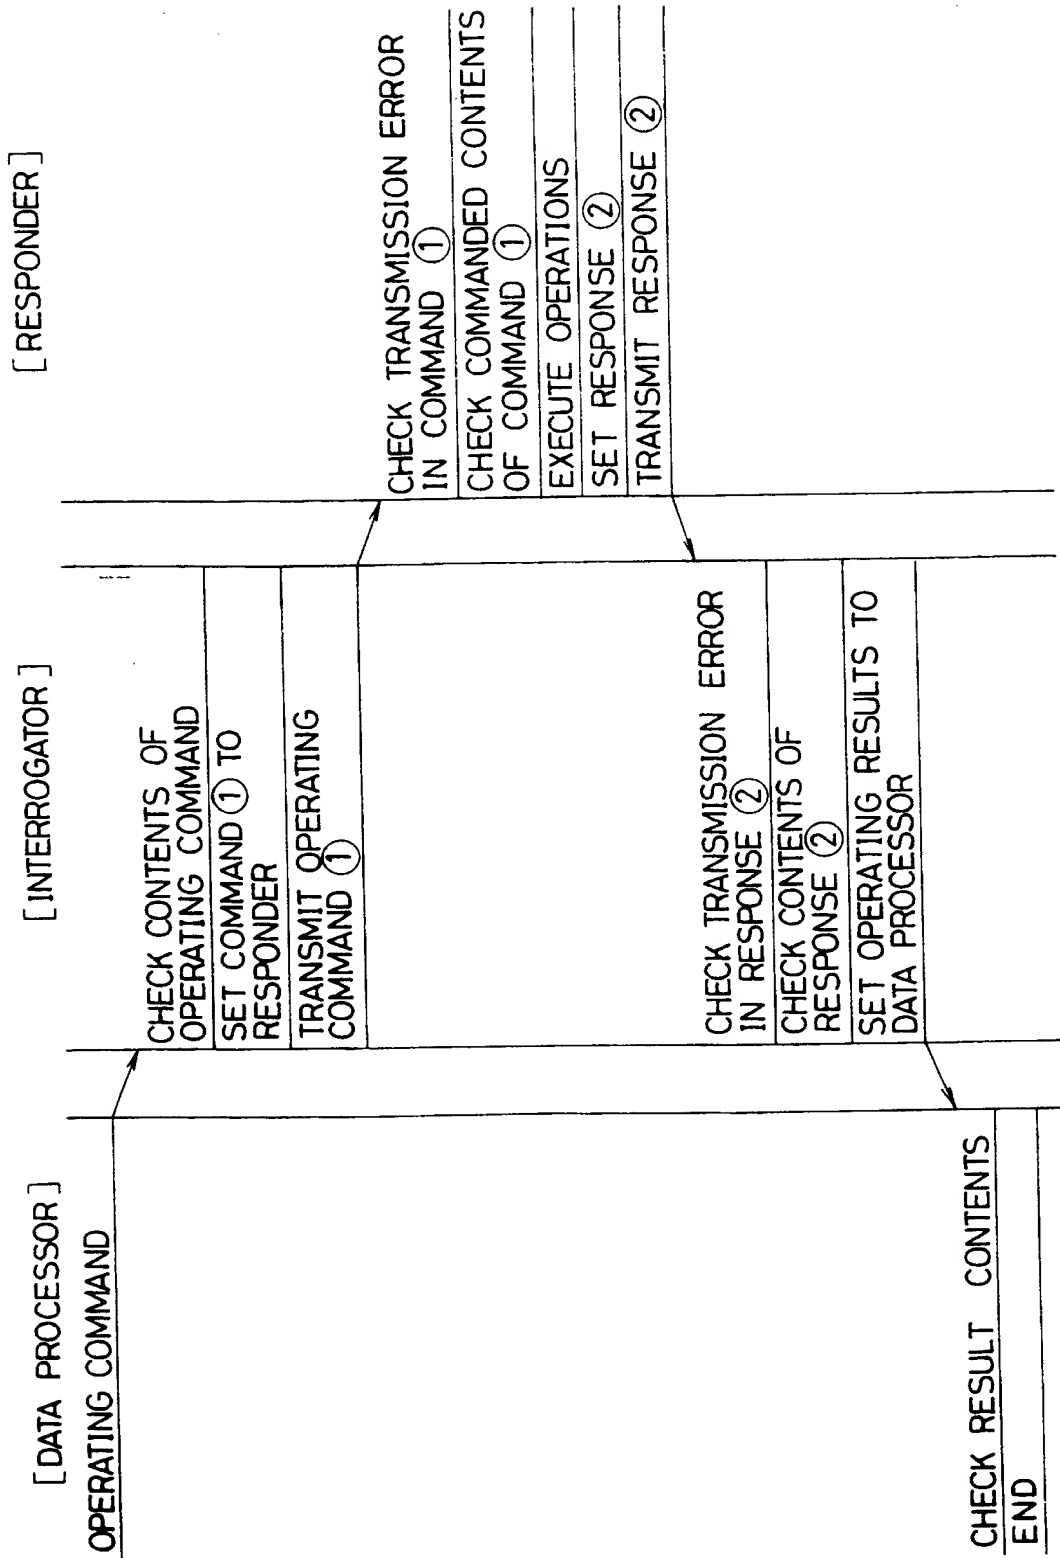 [DATA PROCESSOR]
[INTERROGATOR]
[RESPONDER]
OPERATING COMMAND
CHECK CONTENTS OF
OPERATING COMMAND
SET COMMAND ① TO
RESPONDER
TRANSMIT OPERATING
COMMAND ①
CHECK TRANSMISSION ERROR
IN COMMAND ①
CHECK COMMANDED CONTENTS
OF COMMAND ①
EXECUTE OPERATIONS
SET RESPONSE ②
TRANSMIT RESPONSE ②
CHECK TRANSMISSION ERROR
IN RESPONSE ②
CHECK CONTENTS OF
RESPONSE ②
SET OPERATING RESULTS TO
DATA PROCESSOR
CHECK RESULT CONTENTS
END